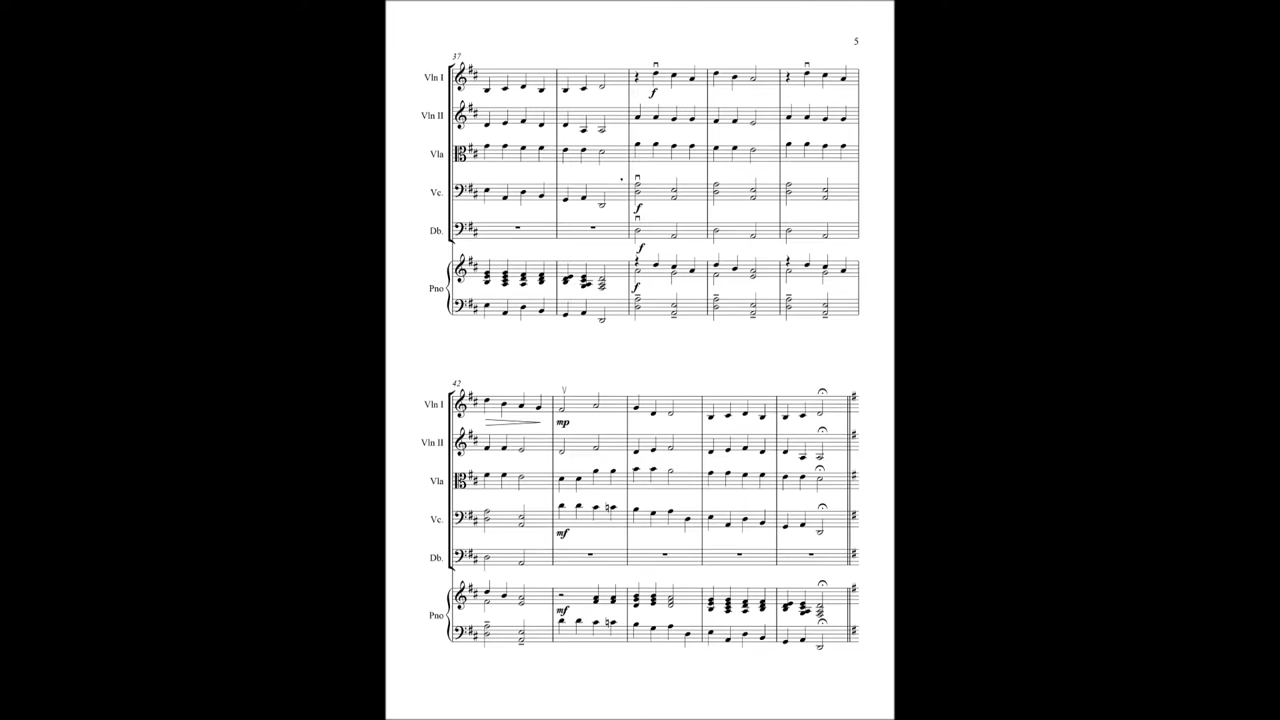 5
37
Vln I
f
Vln II
Vla
Vc.
f
Db.
f
Pno
f
42
Vln I
mp
Vln II
Vla
Vc.
mf
Db.
Pno
mf